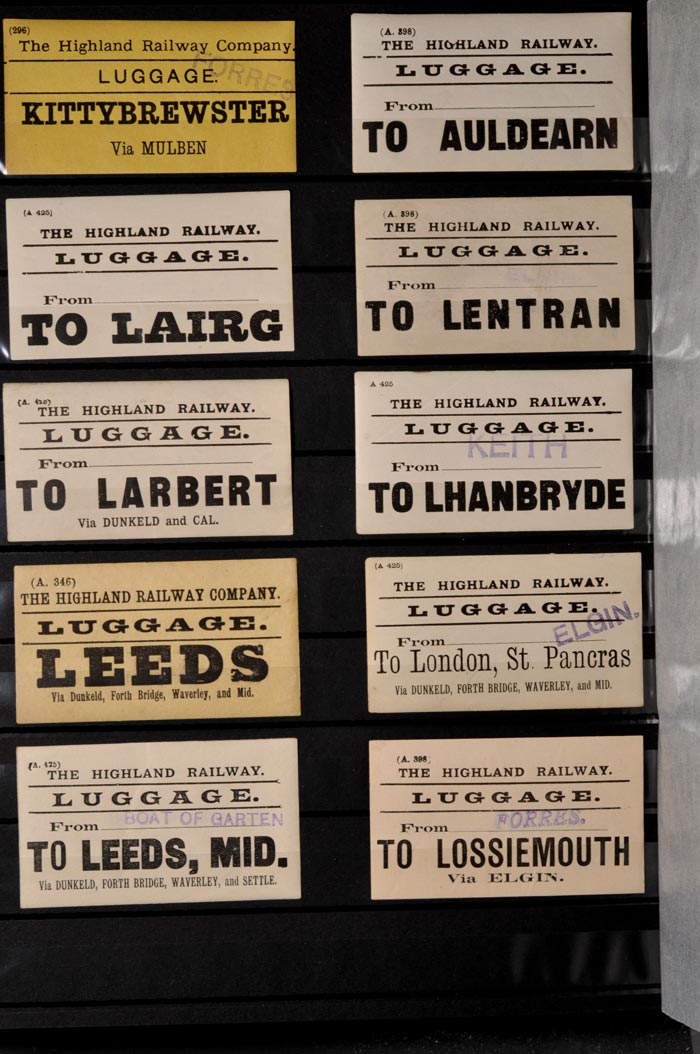 (296)
The Highland Railway Company.
LUGGAGE.
FORRES
KITTYBREWSTER
Via MULBEN
(A. 398)
THE HIGHLAND RAILWAY.
LUGGAGE.
From
TO AULDEARN
(A 425)
THE HIGHLAND RAILWAY.
LUGGAGE.
From
TO LAIRG
(A. 398)
THE HIGHLAND RAILWAY.
LUGGAGE.
From
TO LENTRAN
(A. 425)
THE HIGHLAND RAILWAY.
LUGGAGE.
From
TO LARBERT
Via DUNKELD and CAL.
A 425
THE HIGHLAND RAILWAY.
LUGGAGE.
KEITH
From
TO LHANBRYDE
(A. 346)
THE HIGHLAND RAILWAY COMPANY.
LUGGAGE.
LEEDS
Via Dunkeld, Forth Bridge, Waverley, and Mid.
(A 425)
THE HIGHLAND RAILWAY.
LUGGAGE.
From ELGIN.
To London, St. Pancras
Via DUNKELD, FORTH BRIDGE, WAVERLEY, and MID.
(A. 425)
THE HIGHLAND RAILWAY.
LUGGAGE.
From BOAT OF GARTEN
TO LEEDS, MID.
Via DUNKELD, FORTH BRIDGE, WAVERLEY, and SETTLE.
(A. 398)
THE HIGHLAND RAILWAY.
LUGGAGE.
From FORRES.
TO LOSSIEMOUTH
Via ELGIN.